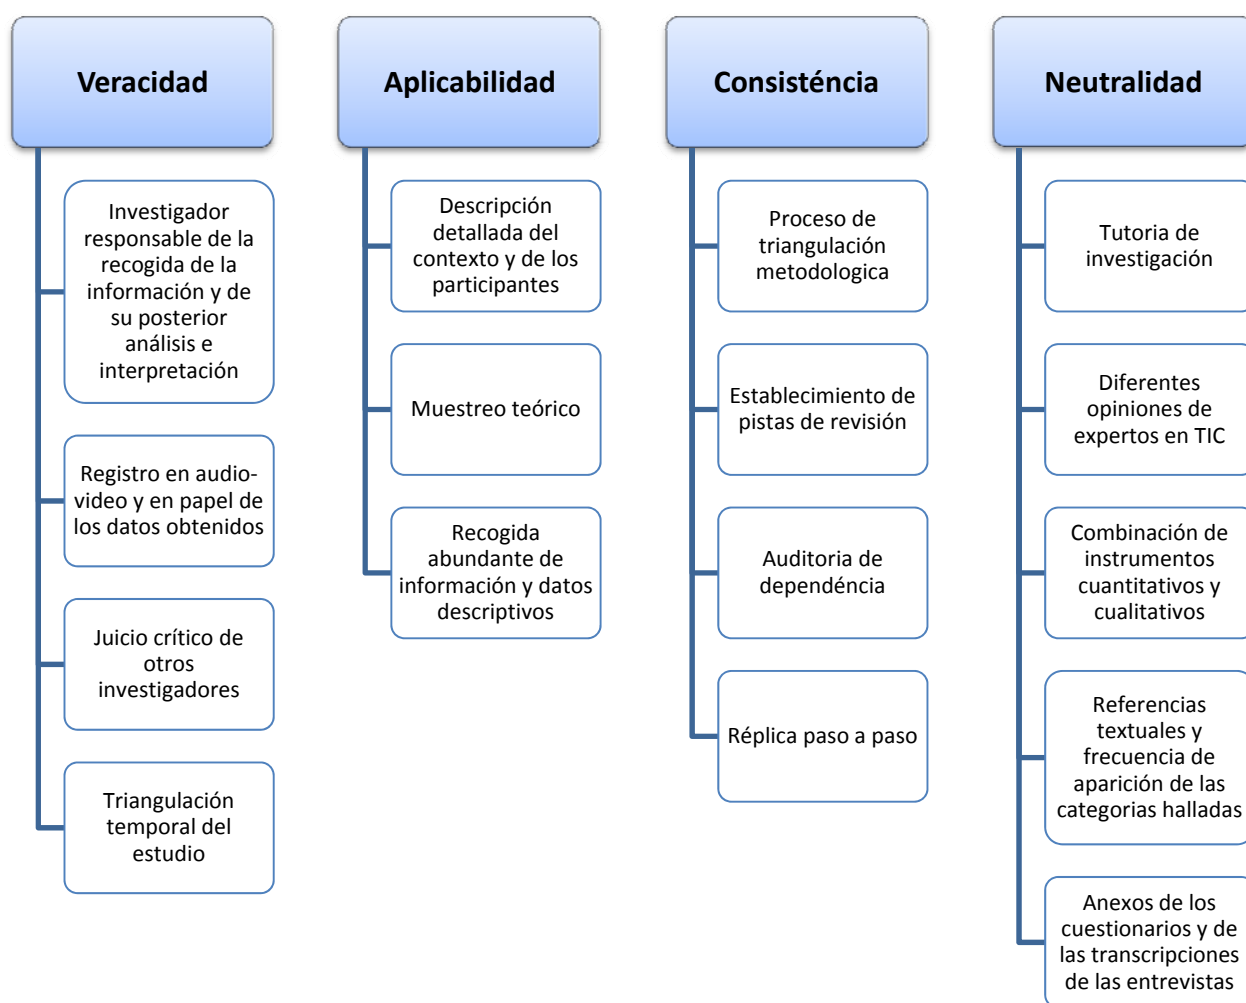 Veracidad
Investigador
responsable de la
recogida de la
información y de
su posterior
análisis e
interpretación
Registro en audio-
video y en papel de
los datos obtenidos
Juicio crítico de
otros
investigadores
Triangulación
temporal del
estudio
Aplicabilidad
Descripción
detallada del
contexto y de los
participantes
Muestreo teórico
Recogida
abundante de
información y datos
descriptivos
Consisténcia
Proceso de
triangulación
metodologica
Establecimiento de
pistas de revisión
Auditoria de
dependéncia
Réplica paso a paso
Neutralidad
Tutoria de
investigación
Diferentes
opiniones de
expertos en TIC
Combinación de
instrumentos
cuantitativos y
cualitativos
Referencias
textuales y
frecuencia de
aparición de las
categorias halladas
Anexos de los
cuestionarios y de
las transcripciones
de las entrevistas